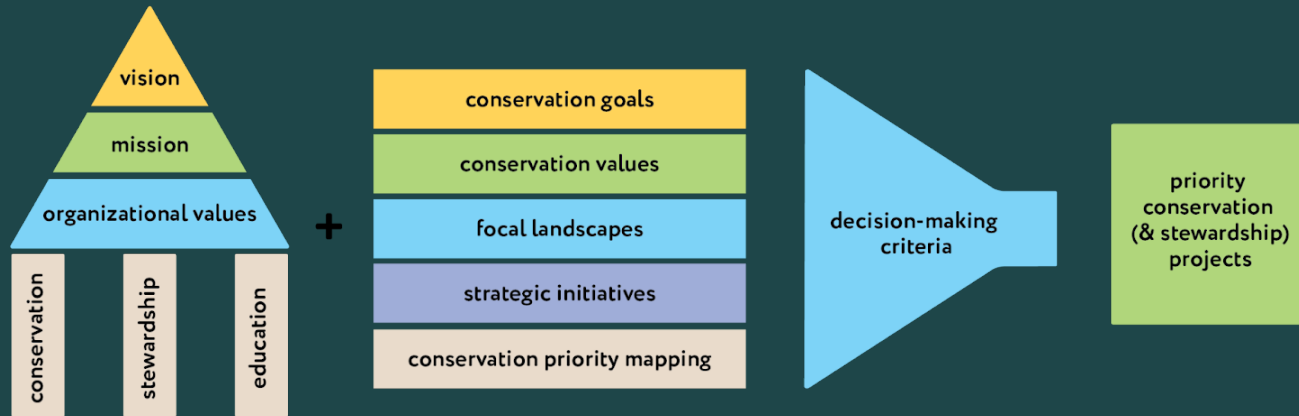 vision
mission
organizational values
conservation
stewardship
education
+
conservation goals
conservation values
focal landscapes
strategic initiatives
conservation priority mapping
decision-making
criteria
priority
conservation
(& stewardship)
projects